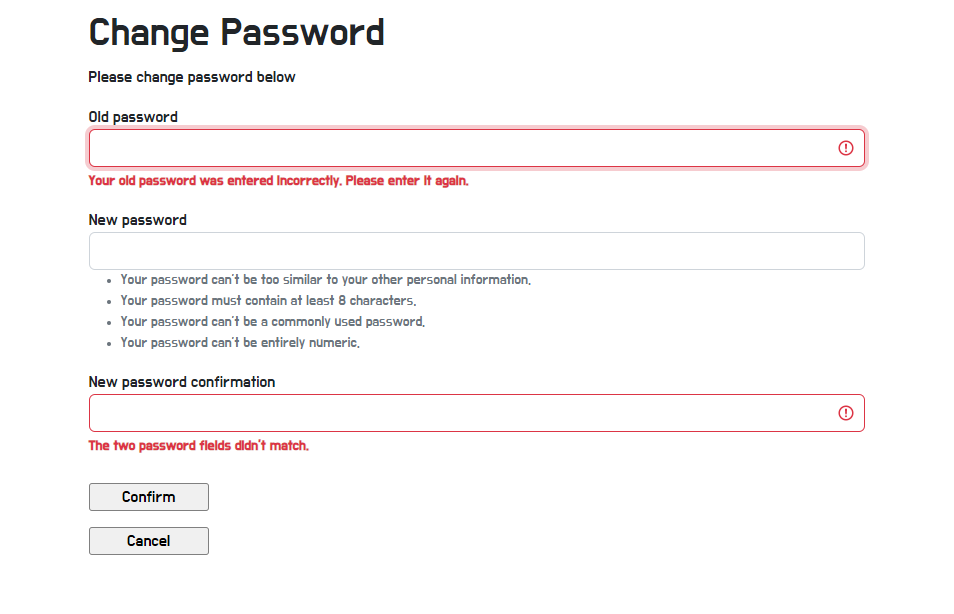 Change Password
Please change password below
Old password
Your old password was entered incorrectly. Please enter it again.
New password
• Your password can't be too similar to your other personal information.
• Your password must contain at least 8 characters.
• Your password can't be a commonly used password.
• Your password can't be entirely numeric.
New password confirmation
The two password fields didn't match.
Confirm
Cancel